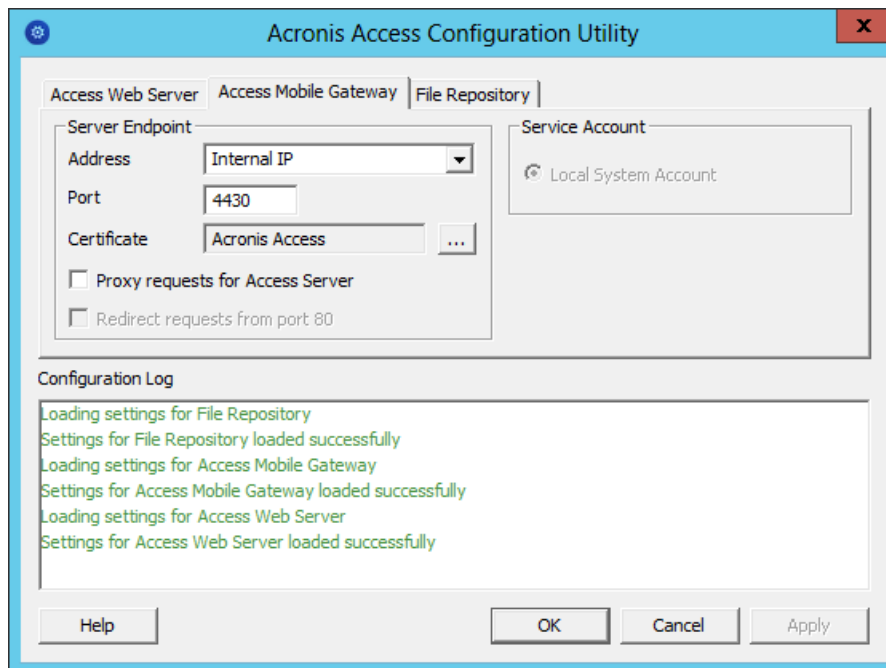 Acronis Access Configuration Utility
x
Access Web Server Access Mobile Gateway File Repository
Server Endpoint
Address Internal IP
Port 4430
Certificate Acronis Access ...
Proxy requests for Access Server
Redirect requests from port 80
Service Account
Local System Account
Configuration Log
Loading settings for File Repository
Settings for File Repository loaded successfully
Loading settings for Access Mobile Gateway
Settings for Access Mobile Gateway loaded successfully
Loading settings for Access Web Server
Settings for Access Web Server loaded successfully
Help OK Cancel Apply